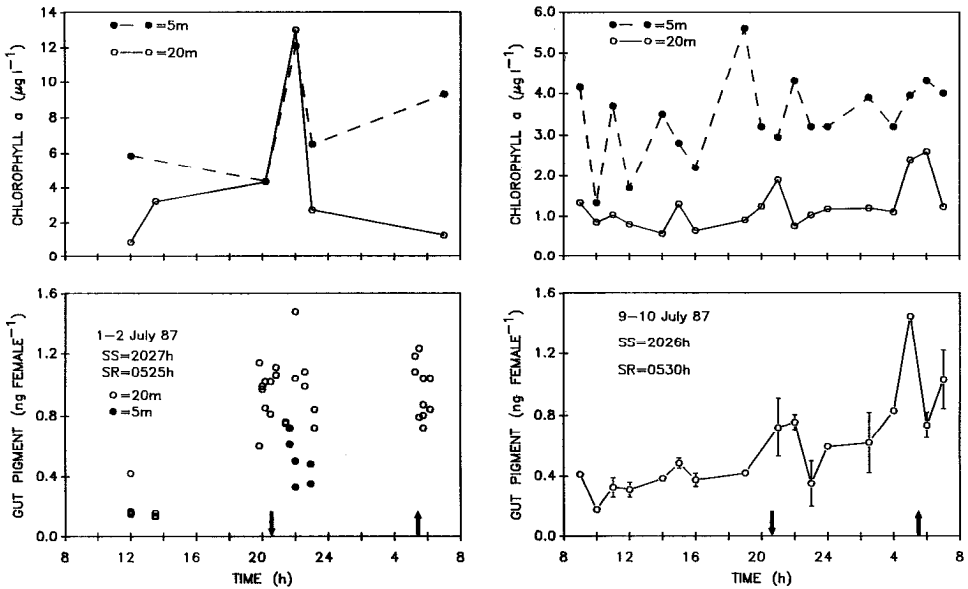 14
12
10
8
6
4
2
0
CHLOROPHYLL a (µg l⁻¹)
=5m
=20m
6.0
5.0
4.0
3.0
2.0
1.0
0.0
CHLOROPHYLL a (µg l⁻¹)
=5m
=20m
1.6
1.2
0.8
0.4
0.0
GUT PIGMENT (ng FEMALE⁻¹)
1–2 July 87
SS=2027h
SR=0525h
20m
5m
8 12 16 20 24 4 8
TIME (h)
1.6
1.2
0.8
0.4
0.0
GUT PIGMENT (ng FEMALE⁻¹)
9–10 July 87
SS=2026h
SR=0530h
8 12 16 20 24 4 8
TIME (h)